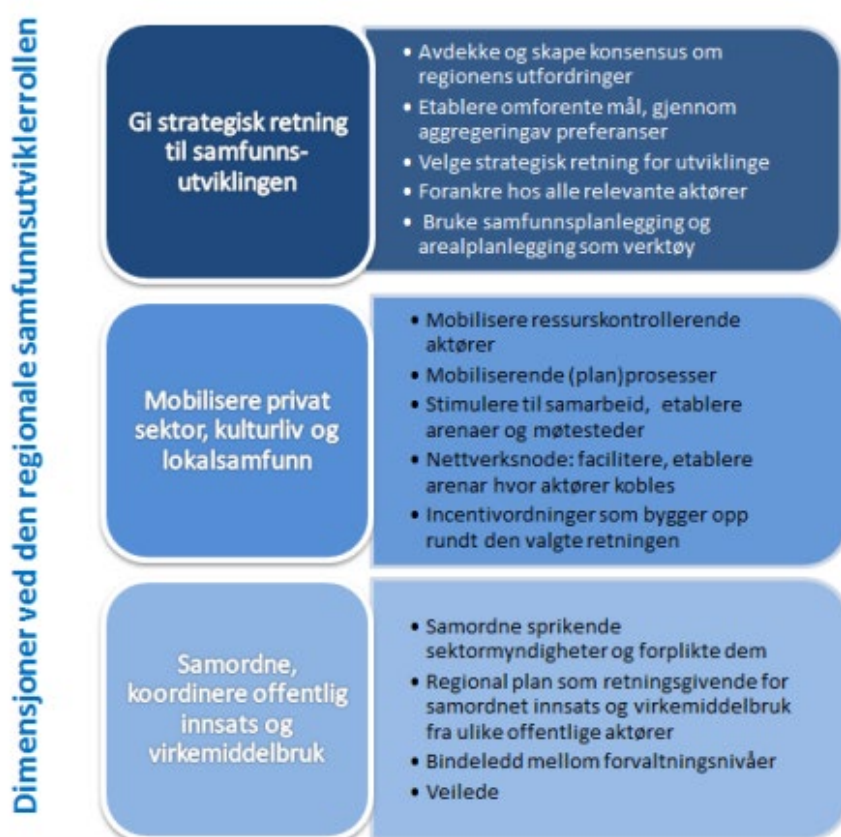 Dimensjoner ved den regionale samfunnsutviklerrollen
Gi strategisk retning
til samfunns-
utviklingen
• Avdekke og skape konsensus om
regionens utfordringer
• Etablere omforente mål, gjennom
aggregeringav preferanser
• Velge strategisk retning for utviklinge
• Forankre hos alle relevante aktører
• Bruke samfunnsplanlegging og
arealplanlegging som verktøy
Mobilisere privat
sektor, kulturliv og
lokalsamfunn
• Mobilisere ressurskontrollerende
aktører
• Mobiliserende (plan)prosesser
• Stimulere til samarbeid, etablere
arenaer og møtesteder
• Nettverksnode: facilitere, etablere
arenar hvor aktører kobles
• Incentivordninger som bygger opp
rundt den valgte retningen
Samordne,
koordinere offentlig
innsats og
virkemiddelbruk
• Samordne sprikende
sektormyndigheter og forplikte dem
• Regional plan som retningsgivende for
samordnet innsats og virkemiddelbruk
fra ulike offentlige aktører
• Bindeledd mellom forvaltningsnivåer
• Veilede